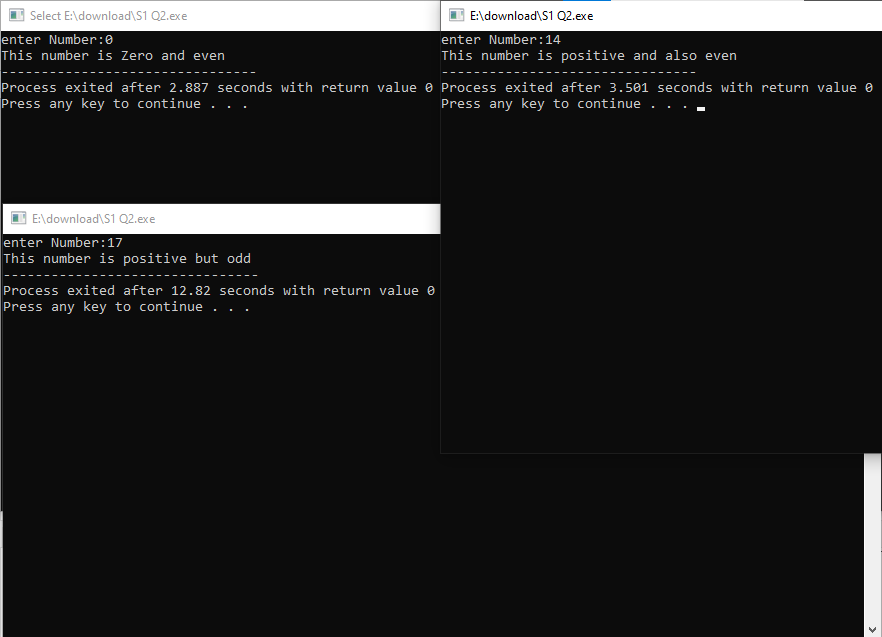 Select E:\download\S1 Q2.exe
enter Number:0
This number is Zero and even
--------------------------------
Process exited after 2.887 seconds with return value 0
Press any key to continue . . .
E:\download\S1 Q2.exe
enter Number:14
This number is positive and also even
--------------------------------
Process exited after 3.501 seconds with return value 0
Press any key to continue . . .
E:\download\S1 Q2.exe
enter Number:17
This number is positive but odd
--------------------------------
Process exited after 12.82 seconds with return value 0
Press any key to continue . . .